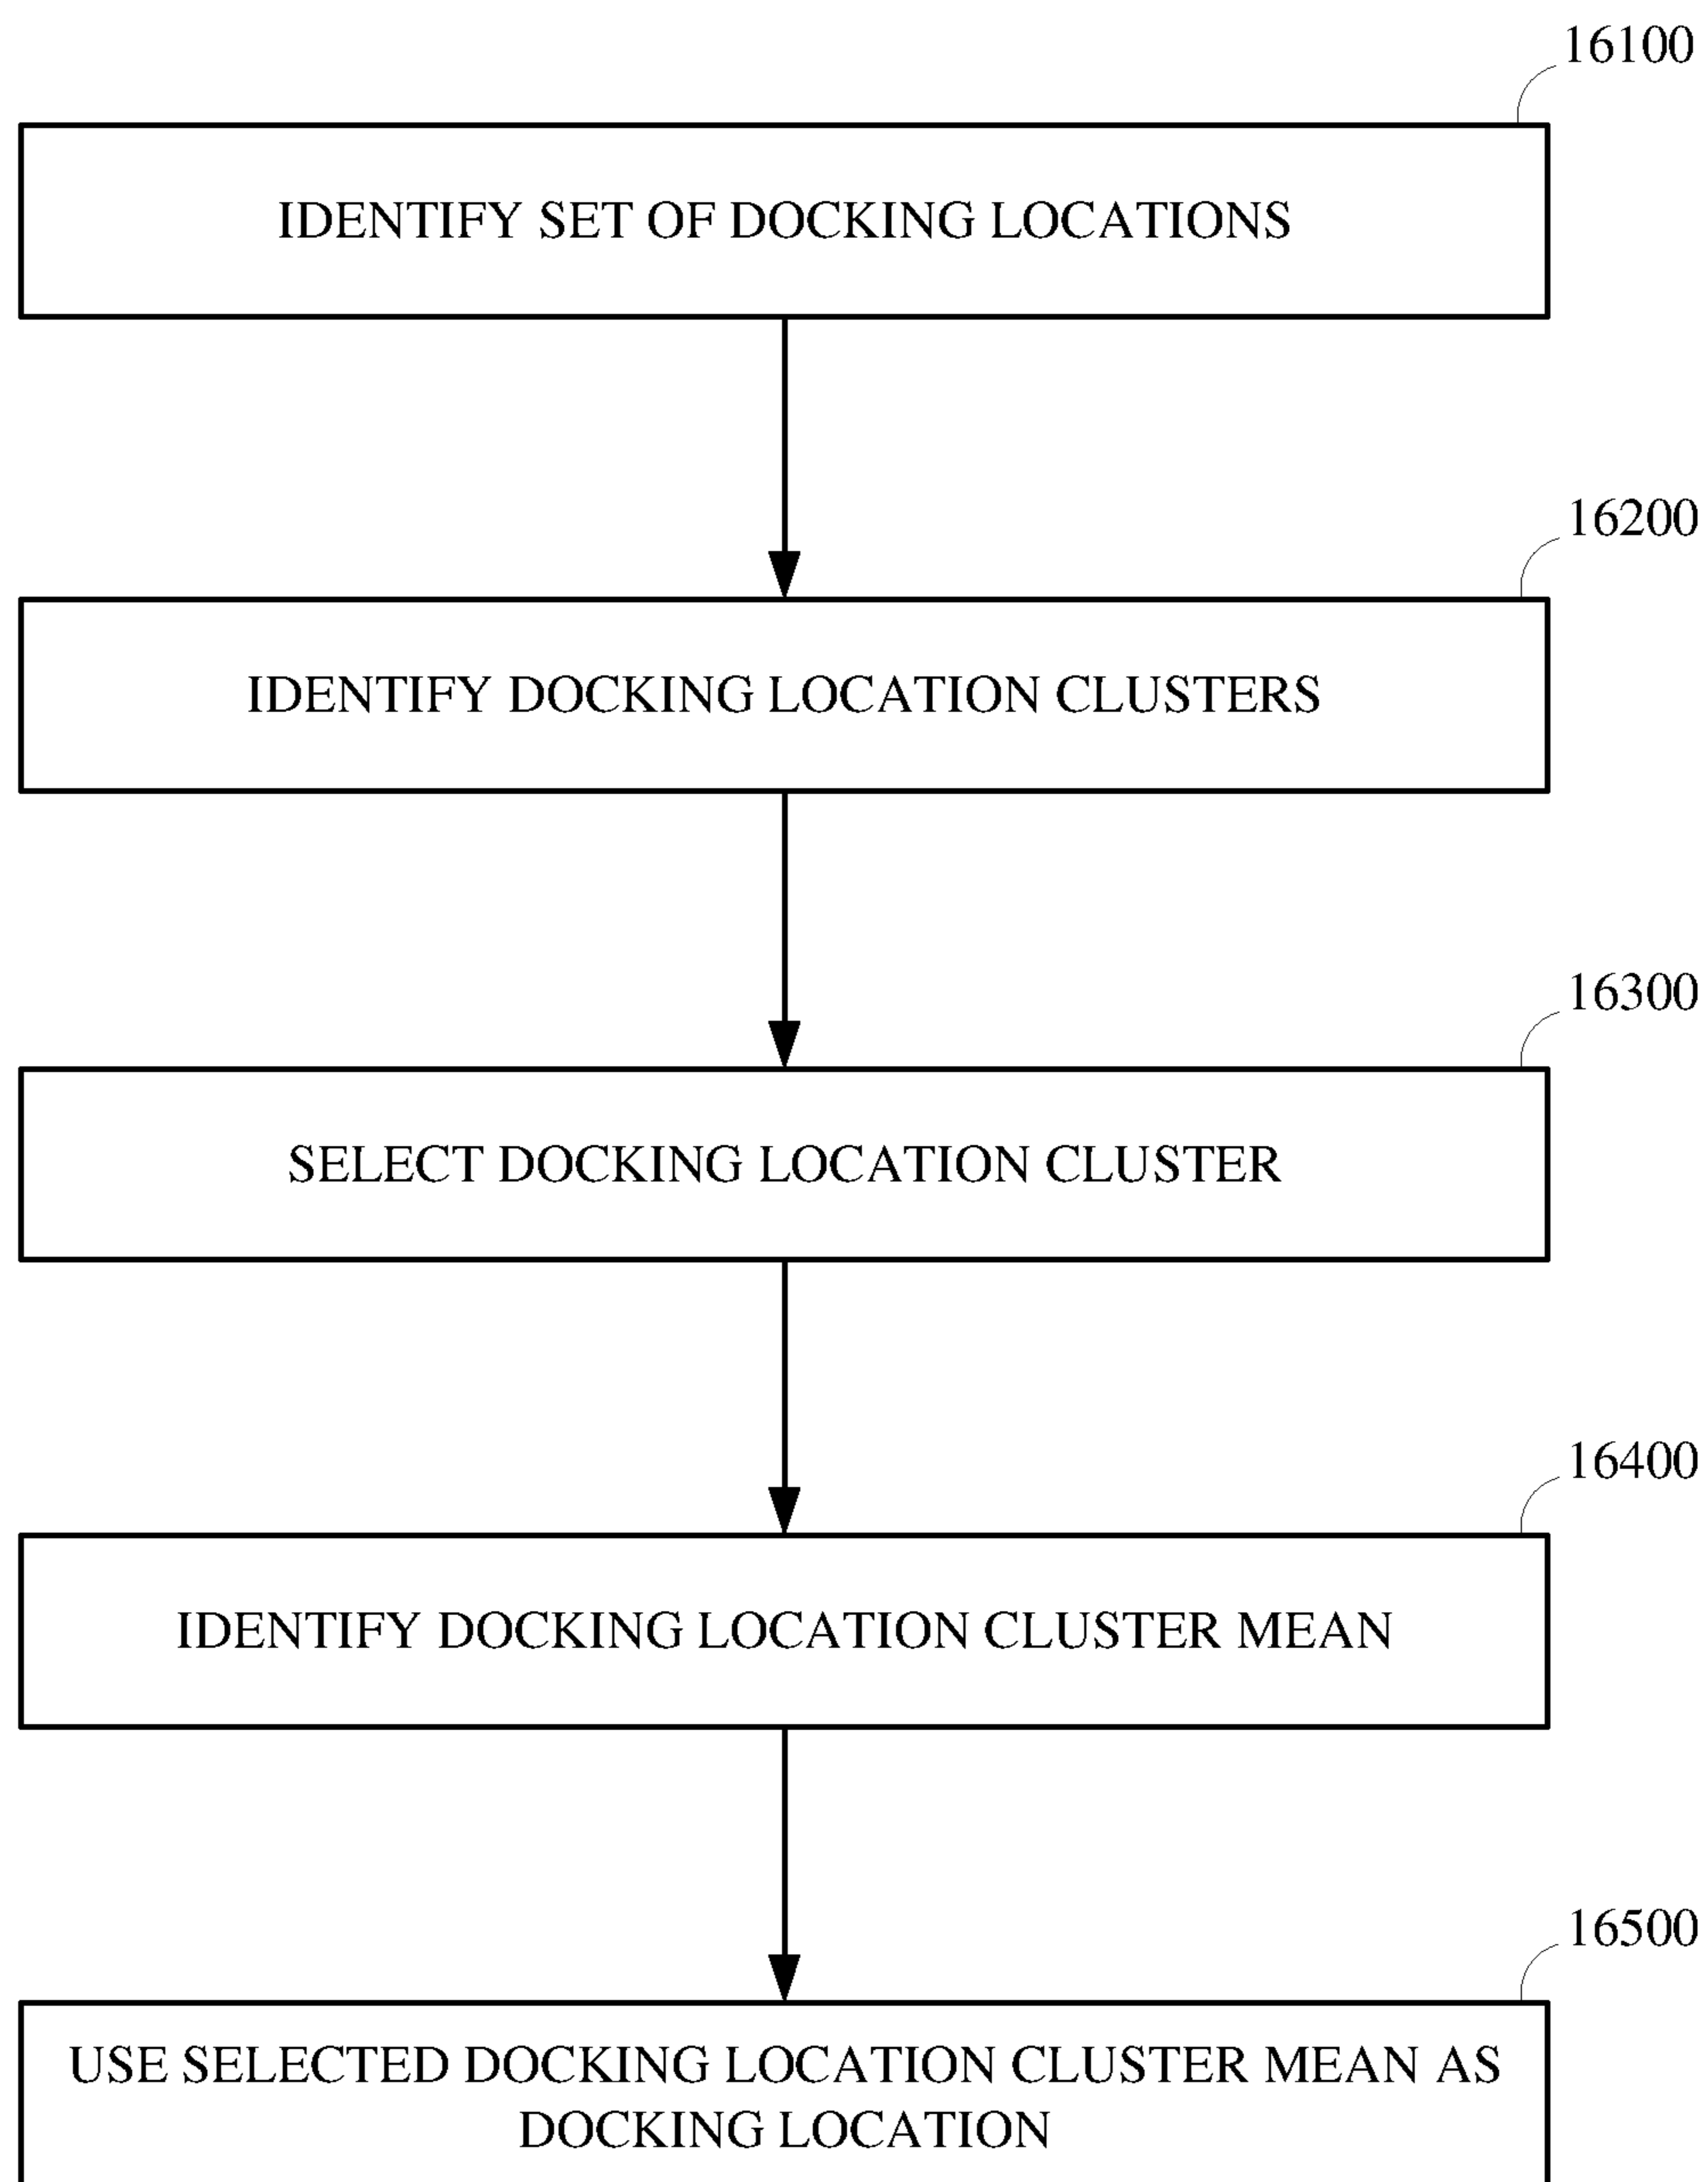 16100
IDENTIFY SET OF DOCKING LOCATIONS
16200
IDENTIFY DOCKING LOCATION CLUSTERS
16300
SELECT DOCKING LOCATION CLUSTER
16400
IDENTIFY DOCKING LOCATION CLUSTER MEAN
16500
USE SELECTED DOCKING LOCATION CLUSTER MEAN AS
DOCKING LOCATION